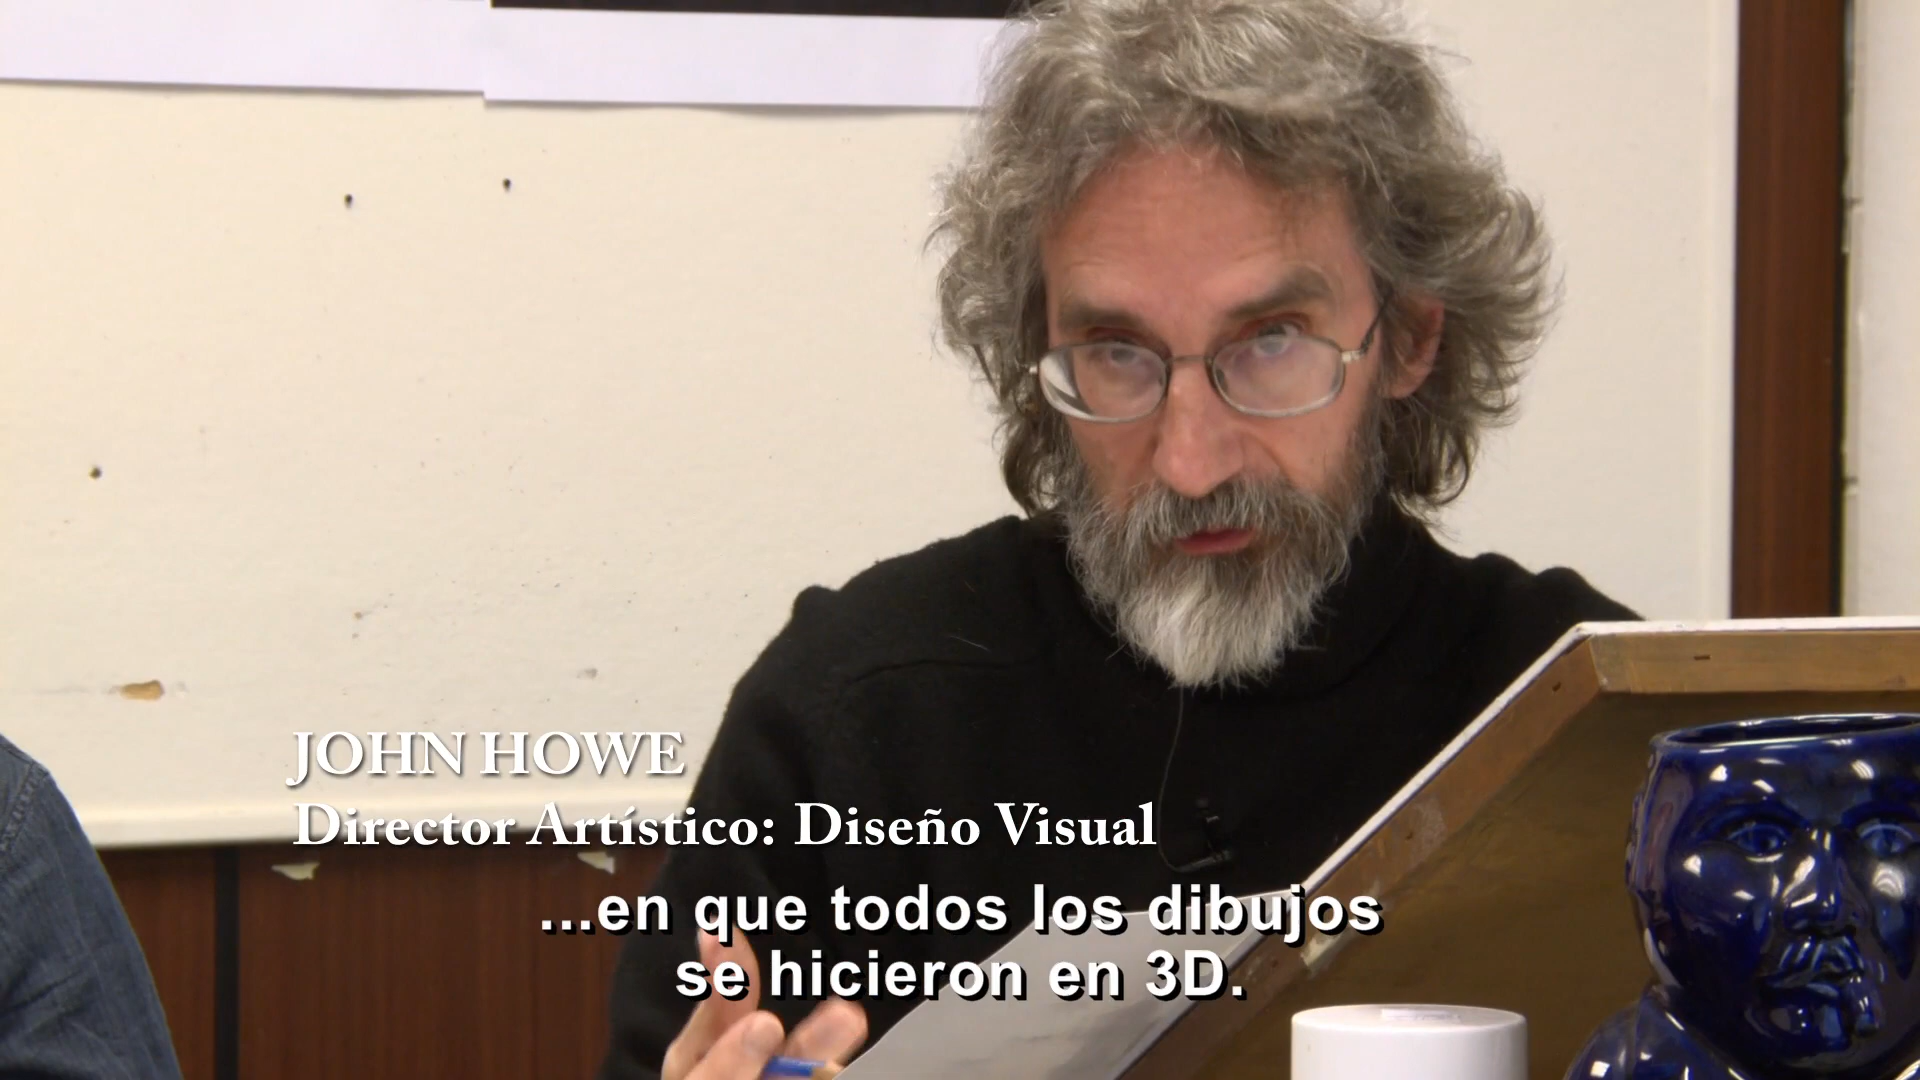 JOHN HOWE
Director Artístico: Diseño Visual
...en que todos los dibujos
se hicieron en 3D.